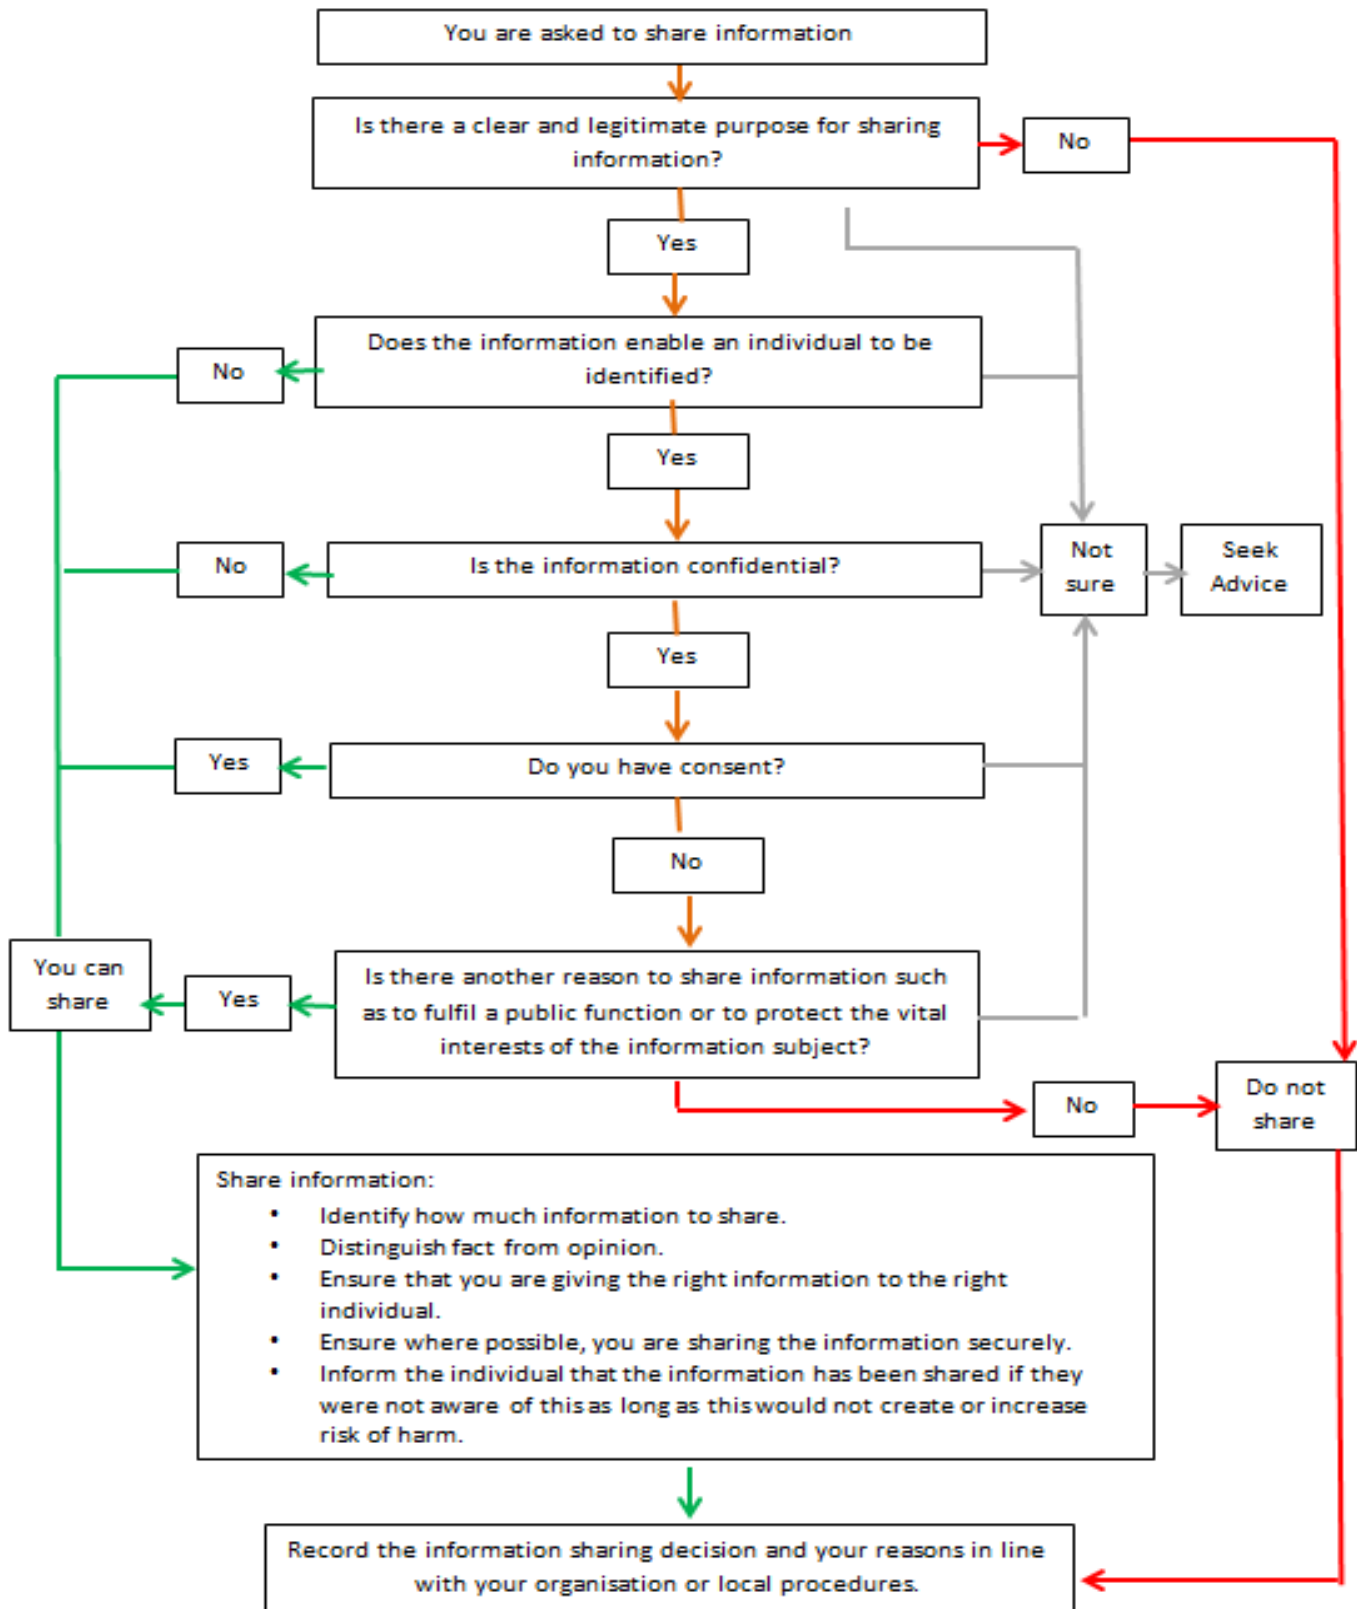 You are asked to share information
Is there a clear and legitimate purpose for sharing
information?
No
Yes
Does the information enable an individual to be
identified?
No
Yes
Is the information confidential?
No
Not
sure
Seek
Advice
Yes
Do you have consent?
Yes
No
You can
share
Yes
Is there another reason to share information such
as to fulfil a public function or to protect the vital
interests of the information subject?
No
Do not
share
Share information:
• Identify how much information to share.
• Distinguish fact from opinion.
• Ensure that you are giving the right information to the right
individual.
• Ensure where possible, you are sharing the information securely.
• Inform the individual that the information has been shared if they
were not aware of this as long as this would not create or increase
risk of harm.
Record the information sharing decision and your reasons in line
with your organisation or local procedures.